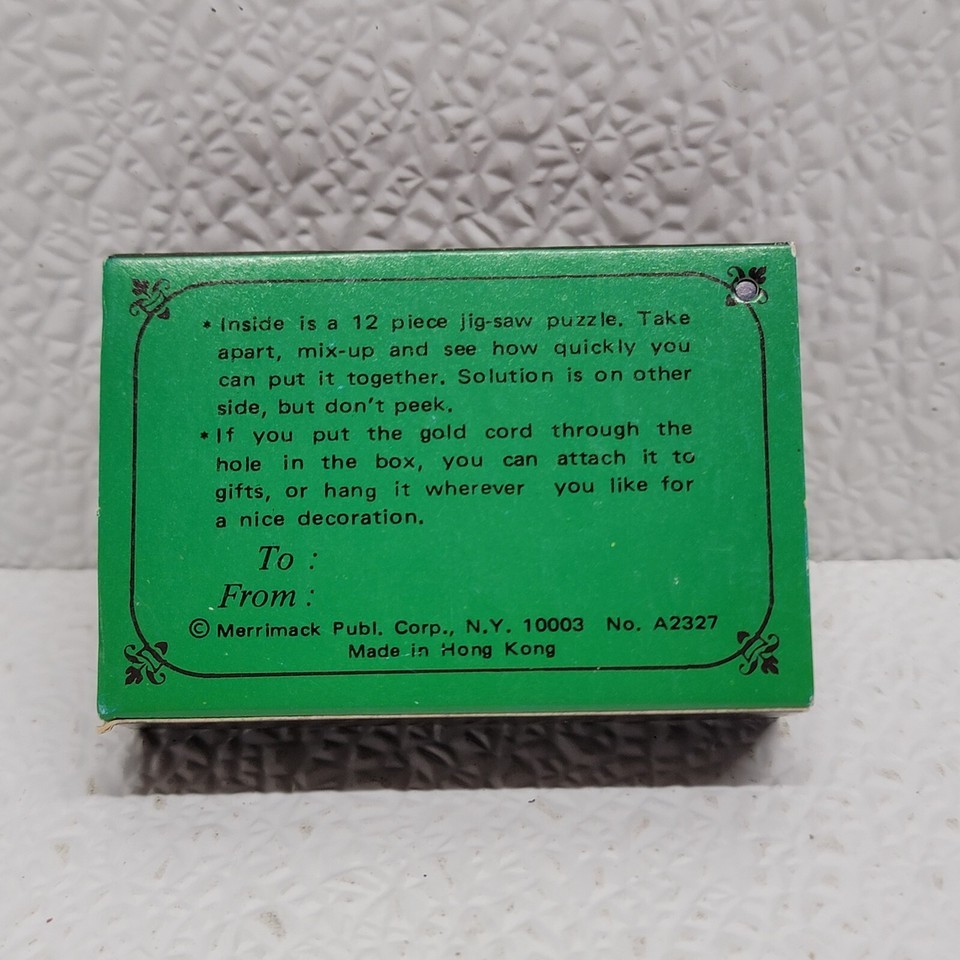 * Inside is a 12 piece jig-saw puzzle. Take
apart, mix-up and see how quickly you
can put it together. Solution is on other
side, but don't peek.
* If you put the gold cord through the
hole in the box, you can attach it to
gifts, or hang it wherever you like for
a nice decoration.
To :
From :
© Merrimack Publ. Corp., N.Y. 10003 No. A2327
Made in Hong Kong